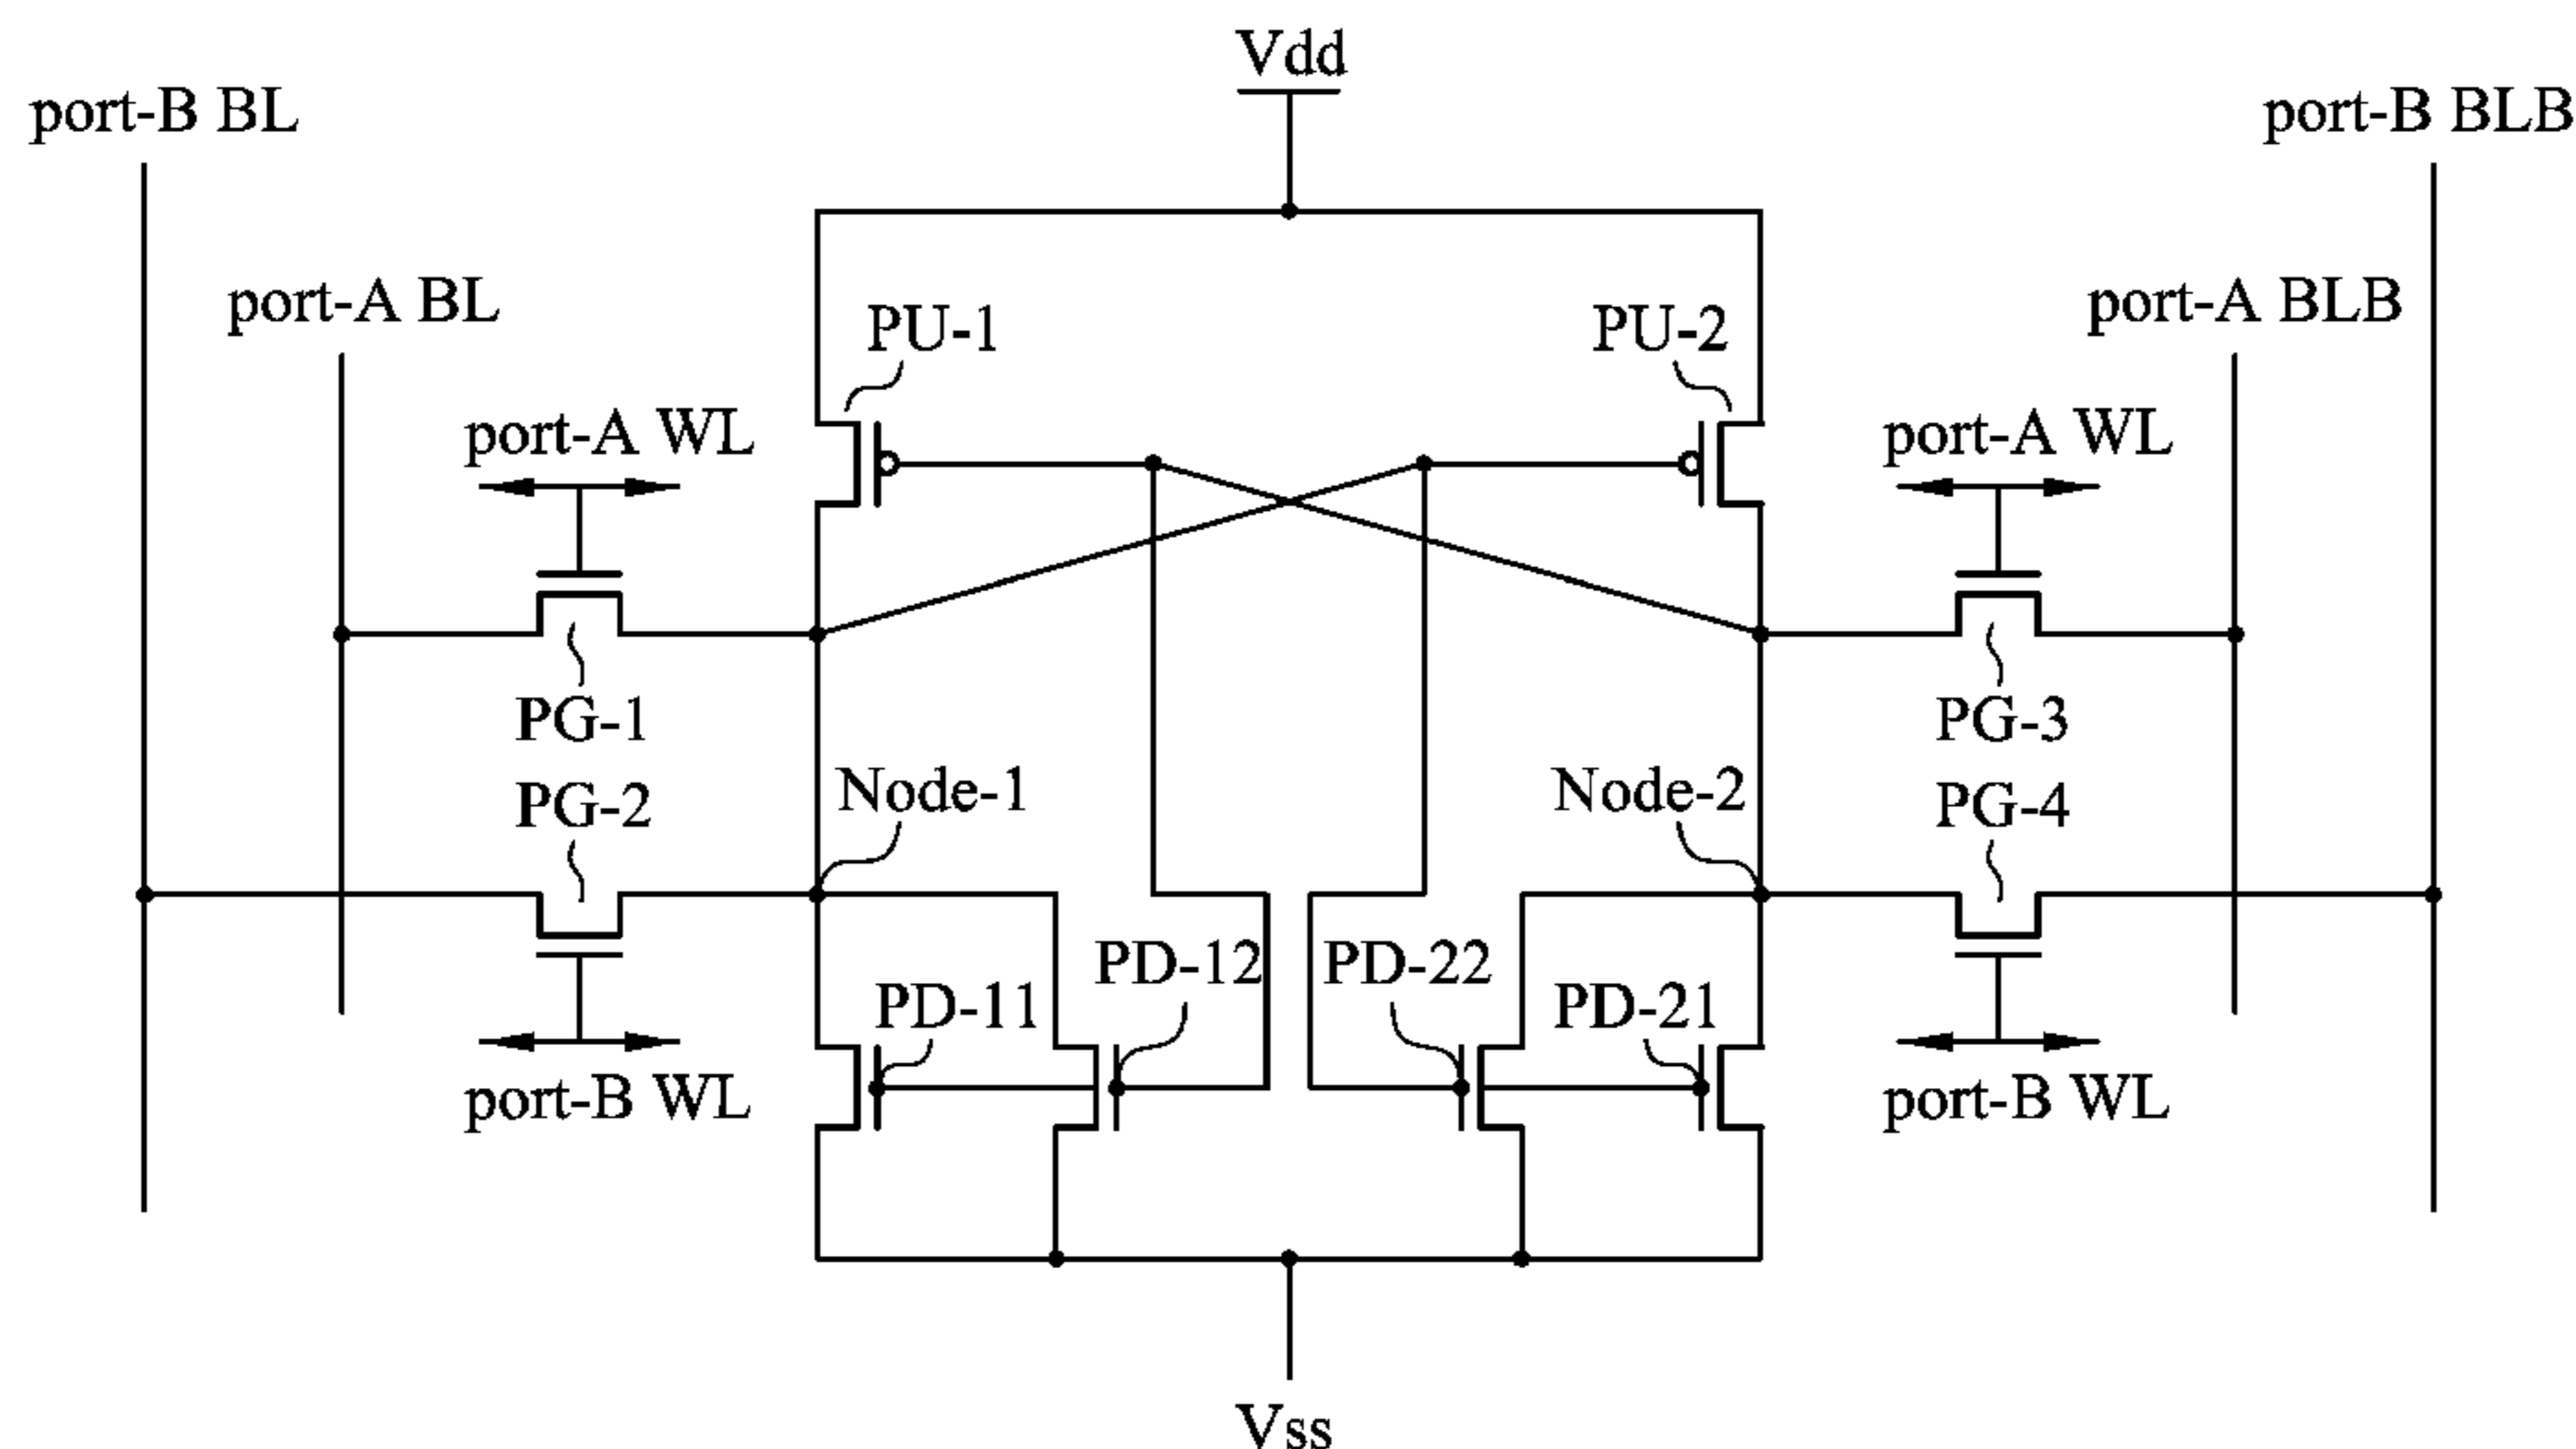 Vdd
port-B BL
port-B BLB
port-A BL
port-A BLB
PU-1
PU-2
port-A WL
port-A WL
PG-1
PG-3
Node-1
Node-2
PG-2
PG-4
PD-12
PD-22
PD-11
PD-21
port-B WL
port-B WL
Vss